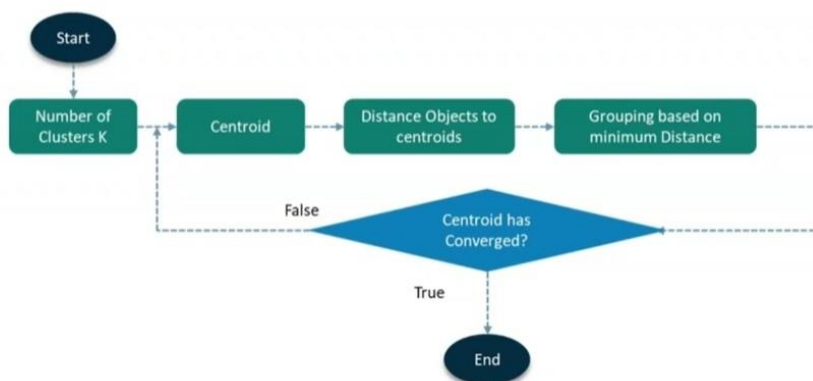 Start
Number of
Clusters K
Centroid
Distance Objects to
centroids
Grouping based on
minimum Distance
False
Centroid has
Converged?
True
End